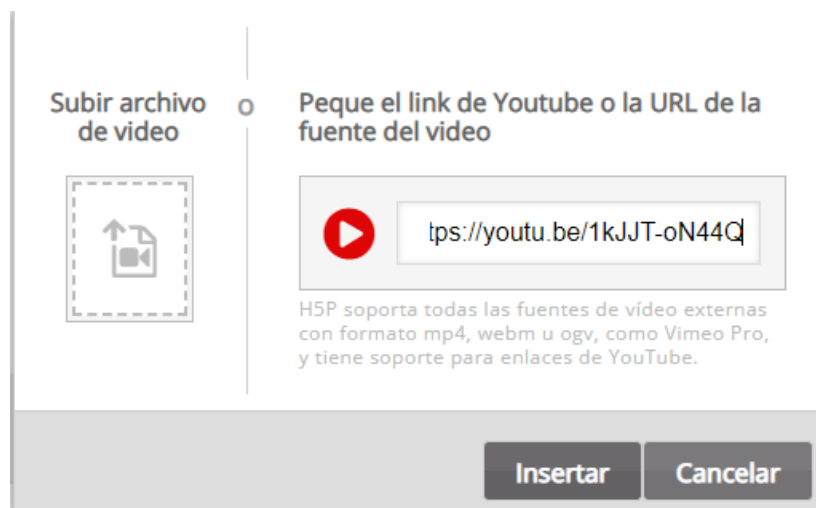 Subir archivo
de video
o
Peque el link de Youtube o la URL de la
fuente del video
tps://youtu.be/1kJJT-oN44Q
H5P soporta todas las fuentes de vídeo externas
con formato mp4, webm u ogv, como Vimeo Pro,
y tiene soporte para enlaces de YouTube.
Insertar
Cancelar